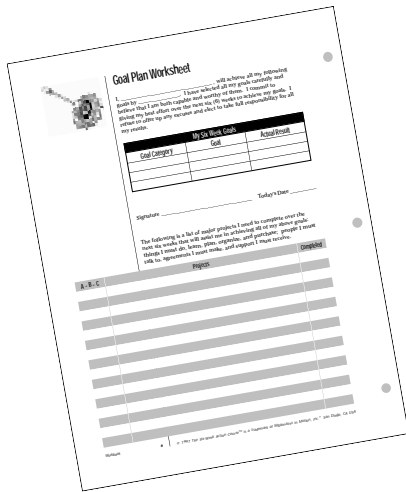 Goal Plan Worksheet
I, ______________ will achieve all my following
goals by ____________. I have selected all my goals carefully and
believe that I am both capable and worthy of them. I commit to
giving my best effort over the next six (6) weeks to achieve my goals. I
refuse to offer up any excuses and elect to take full responsibility for all
my results.
My Six Week Goals
Goal Category Goal Actual Result
Signature ______________ Today's Date ________
The following is a list of major projects I need to complete over the
next six weeks that will assist me in achieving all of my above goals:
things I must do, learn, plan, organize, and purchase; people I must
talk to, agreements I must make, and support I must receive.
A - B - C Projects Completed